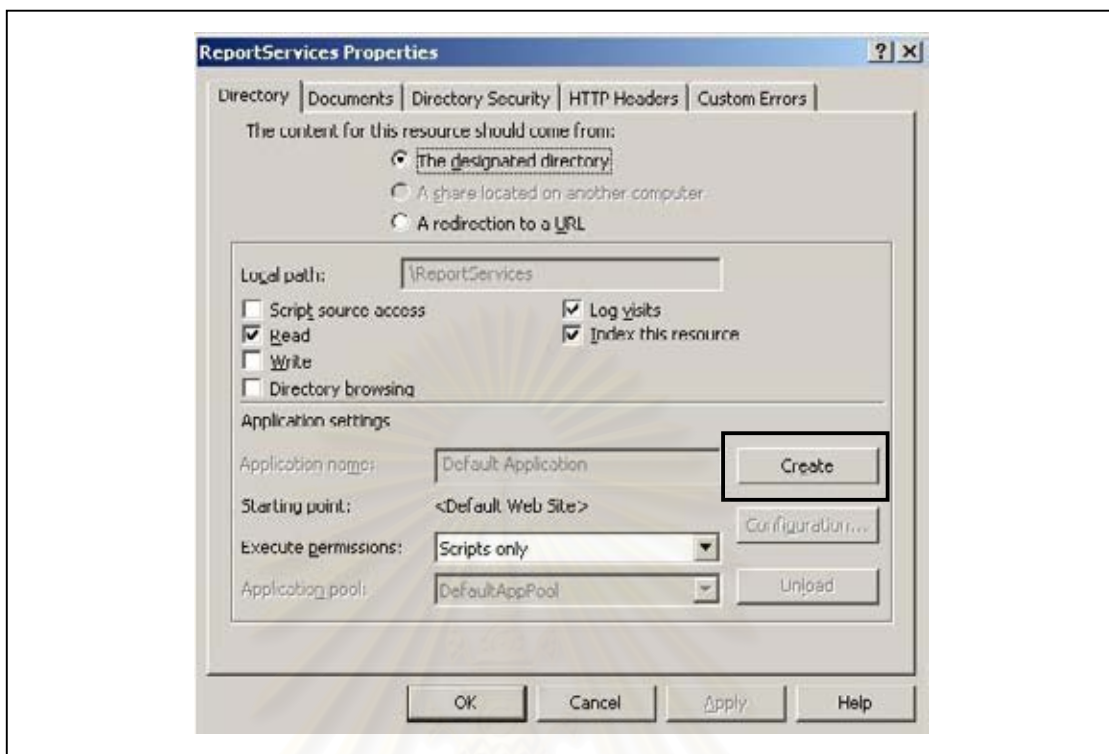 ReportServices Properties
Directory
Documents
Directory Security
HTTP Headers
Custom Errors
The content for this resource should come from:
The designated directory
A share located on another computer
A redirection to a URL
Local path:
\ReportServices
Script source access
Log visits
Read
Index this resource
Write
Directory browsing
Application settings
Application name:
Default Application
Create
Starting point:
<Default Web Site>
Configuration...
Execute permissions:
Scripts only
Application pool:
DefaultAppPool
Unload
OK
Cancel
Apply
Help